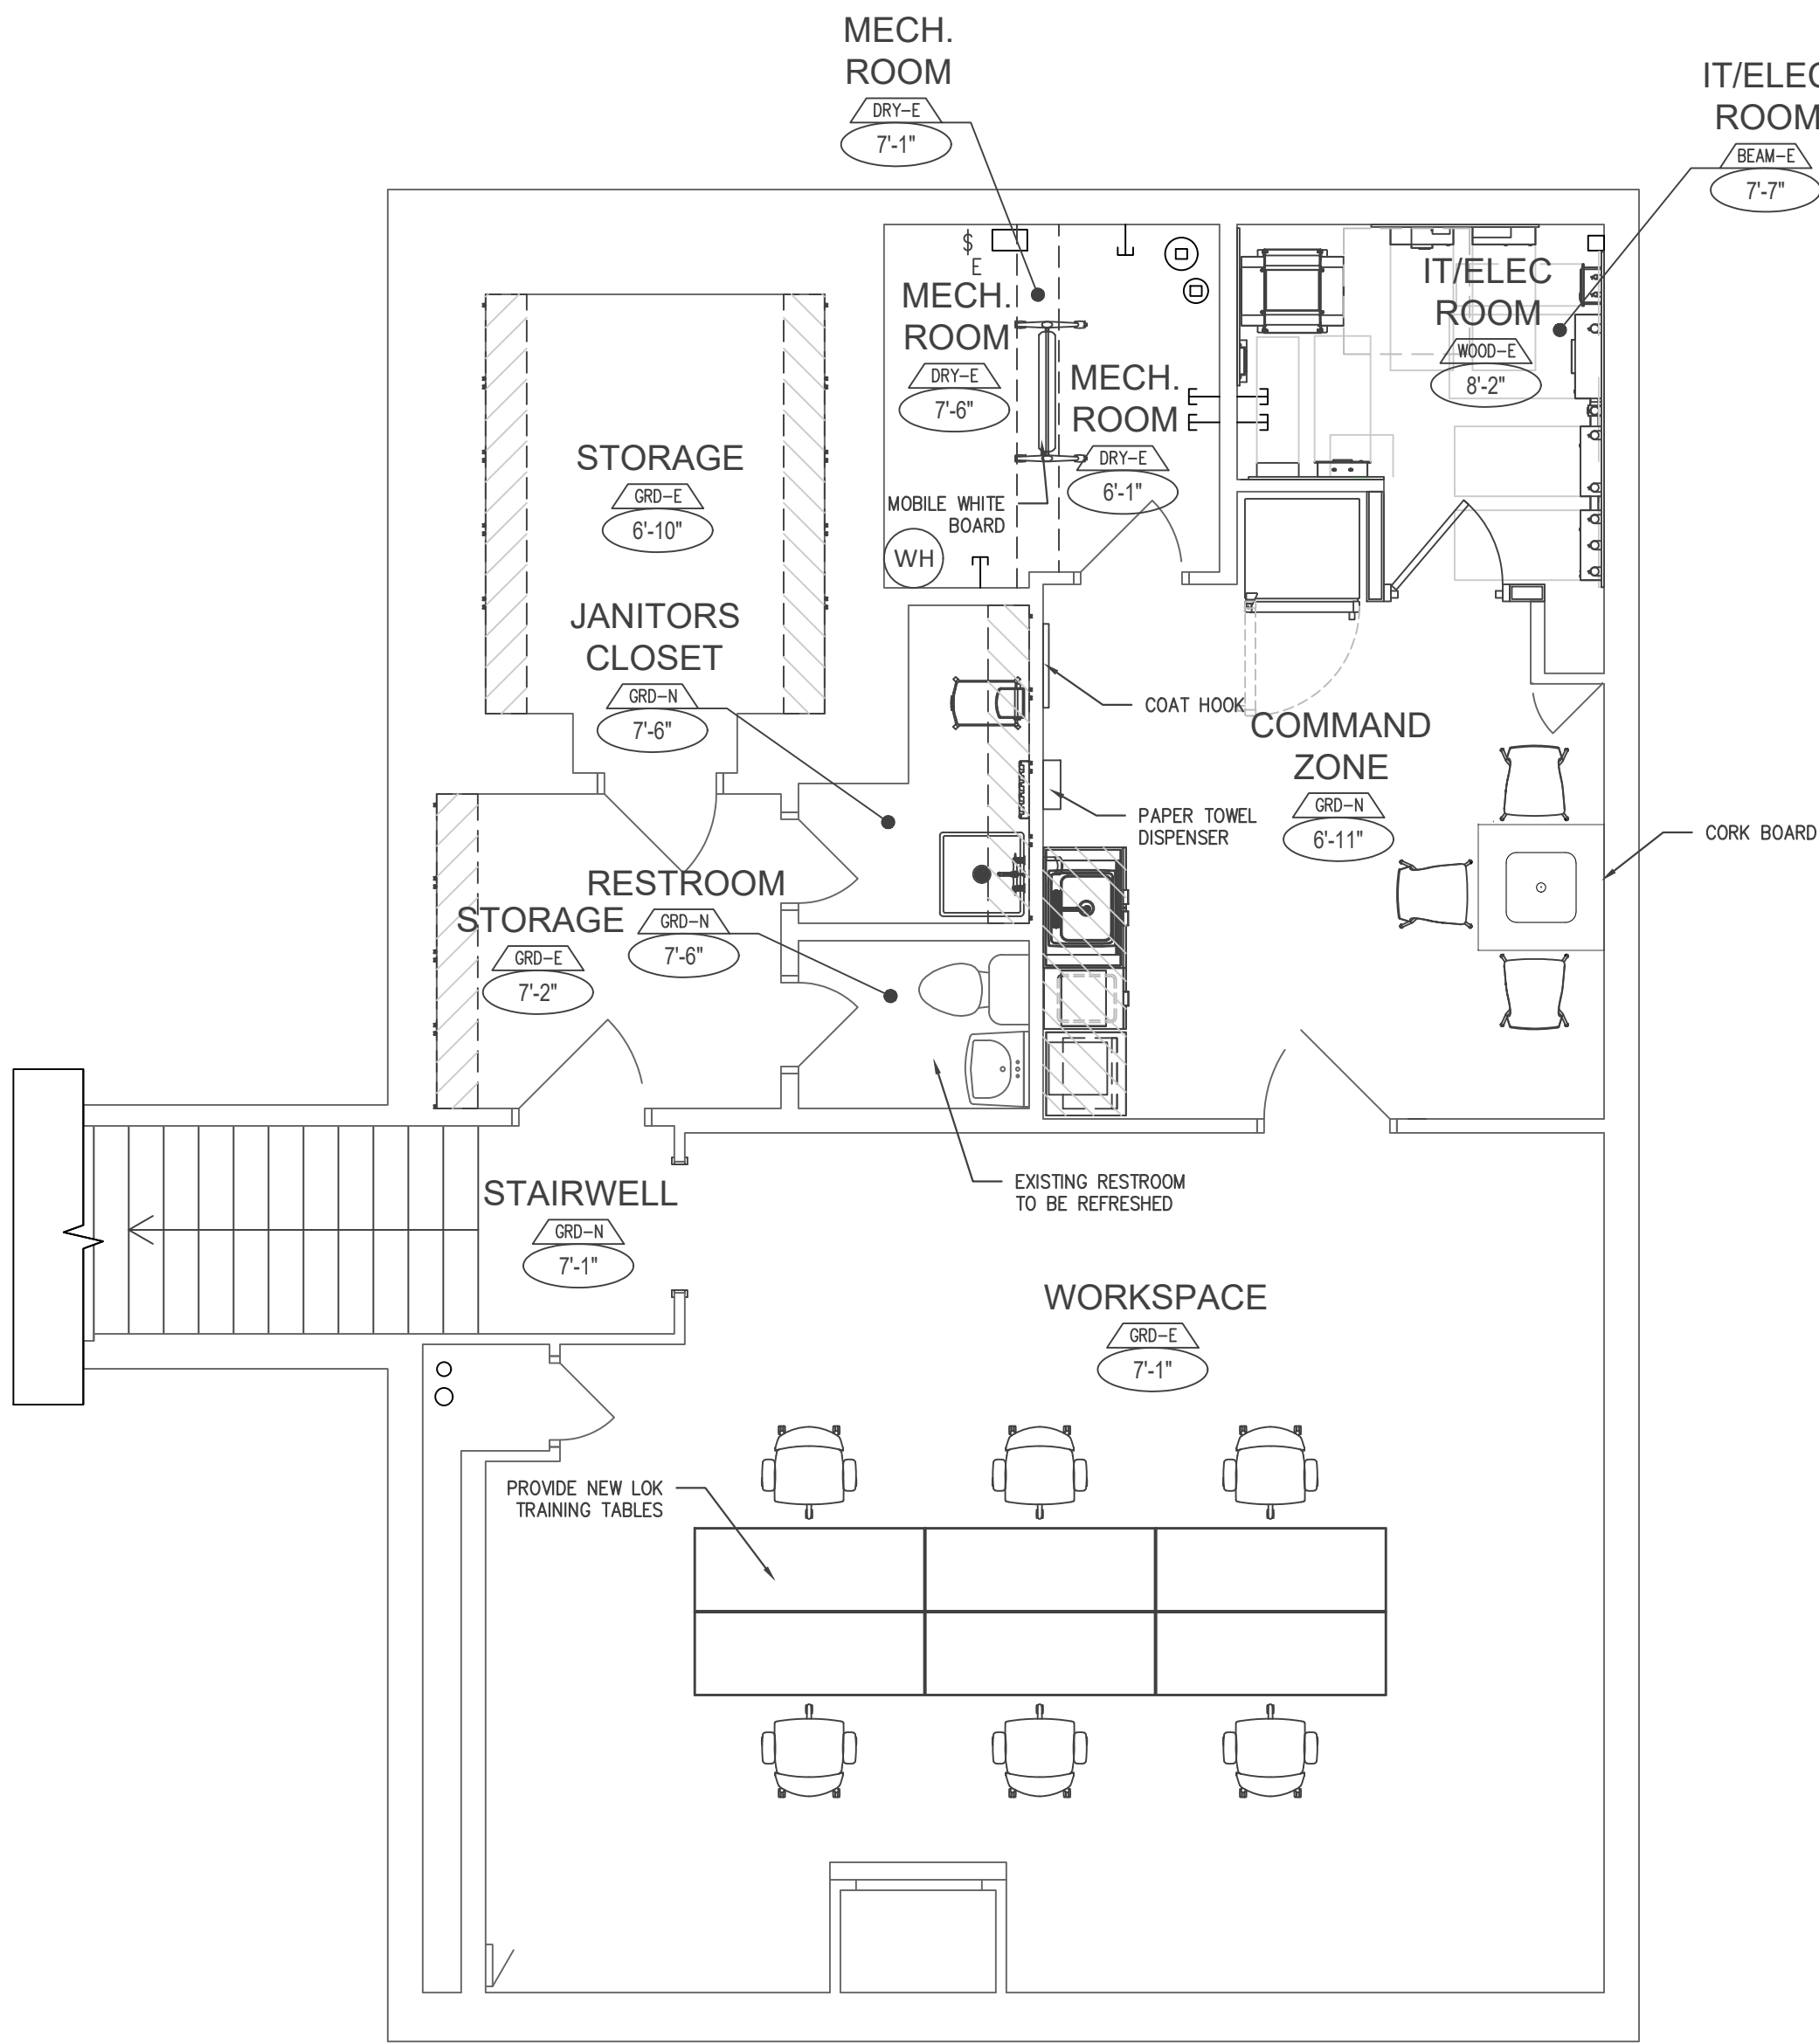 MECH.
ROOM
DRY-E
7'-1"
IT/ELEC
ROOM
BEAM-E
7'-7"
$
E
MECH.
ROOM
DRY-E
7'-6"
MECH.
ROOM
DRY-E
6'-1"
IT/ELEC
ROOM
WOOD-E
8'-2"
STORAGE
GRD-E
6'-10"
MOBILE WHITE
BOARD
WH
JANITORS
CLOSET
GRD-N
7'-6"
COAT HOOK
COMMAND
ZONE
GRD-N
6'-11"
PAPER TOWEL
DISPENSER
CORK BOARD
RESTROOM
GRD-N
7'-6"
STORAGE
GRD-E
7'-2"
EXISTING RESTROOM
TO BE REFRESHED
STAIRWELL
GRD-N
7'-1"
WORKSPACE
GRD-E
7'-1"
PROVIDE NEW LOK
TRAINING TABLES